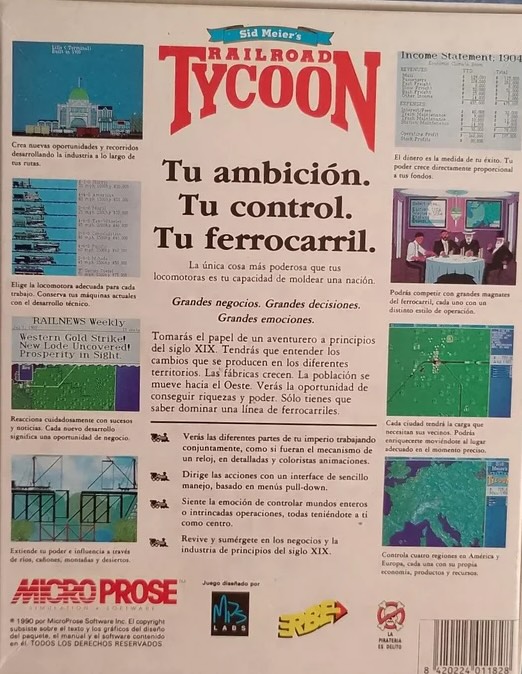 Sid Meier's
RAILROAD
TYCOON
Tu ambición.
Tu control.
Tu ferrocarril.
La única cosa más poderosa que tus
locomotoras es tu capacidad de moldear una nación.
Grandes negocios. Grandes decisiones.
Grandes emociones.
Tomarás el papel de un aventurero a principios
del siglo XIX. Tendrás que entender los
cambios que se producen en los diferentes
territorios. Las fábricas crecen. La población se
mueve hacia el Oeste. Verás la oportunidad de
conseguir riquezas y poder. Sólo tienes que
saber dominar una línea de ferrocarriles.
Verás las diferentes partes de tu imperio trabajando
conjuntamente, como si fueran el mecanismo de
un reloj, en detalladas y coloristas animaciones.
Dirige las acciones con un interface de sencillo
manejo, basado en menús pull-down.
Siente la emoción de controlar mundos enteros
o intrincadas operaciones, todas teniéndote a tí
como centro.
Revive y sumérgete en los negocios y la
industria de principios del siglo XIX.
Crea nuevas oportunidades y recorridos
desarrollando la industria a lo largo de
tus rutas.
Elige la locomotora adecuada para cada
trabajo. Conserva tus máquinas actuales
con el desarrollo técnico.
RAILNEWS Weekly
Western Gold Strike!
New Lode Uncovered!
Prosperity in Sight.
Reacciona cuidadosamente con sucesos
y noticias. Cada nuevo desarrollo
significa una oportunidad de negocio.
Extiende tu poder e influencia a través
de ríos, cañones, montañas y desiertos.
Income Statement, 1904
REVENUES
El dinero es la medida de tu éxito. Tu
poder crece directamente proporcional
a tus fondos.
Podrás competir con grandes magnates
del ferrocarril, cada uno con un
distinto estilo de operación.
Cada ciudad tendrá la carga que
necesitan sus vecinos. Podrás
enriquecerte moviéndote al lugar
adecuado en el momento preciso.
Controla cuatro regiones en América y
Europa, cada una con su propia
economía, productos y recursos.
MICROPROSE
SIMULATION • SOFTWARE
® 1990 por MicroProse Software Inc. El copyright
subsiste sobre el texto y los gráficos del diseño
del paquete, el manual y el software contenido
en él. TODOS LOS DERECHOS RESERVADOS
Juego diseñado por
MPS
LABS
ERBE
LA
PIRATERIA
ES DELITO
8 420224 011828